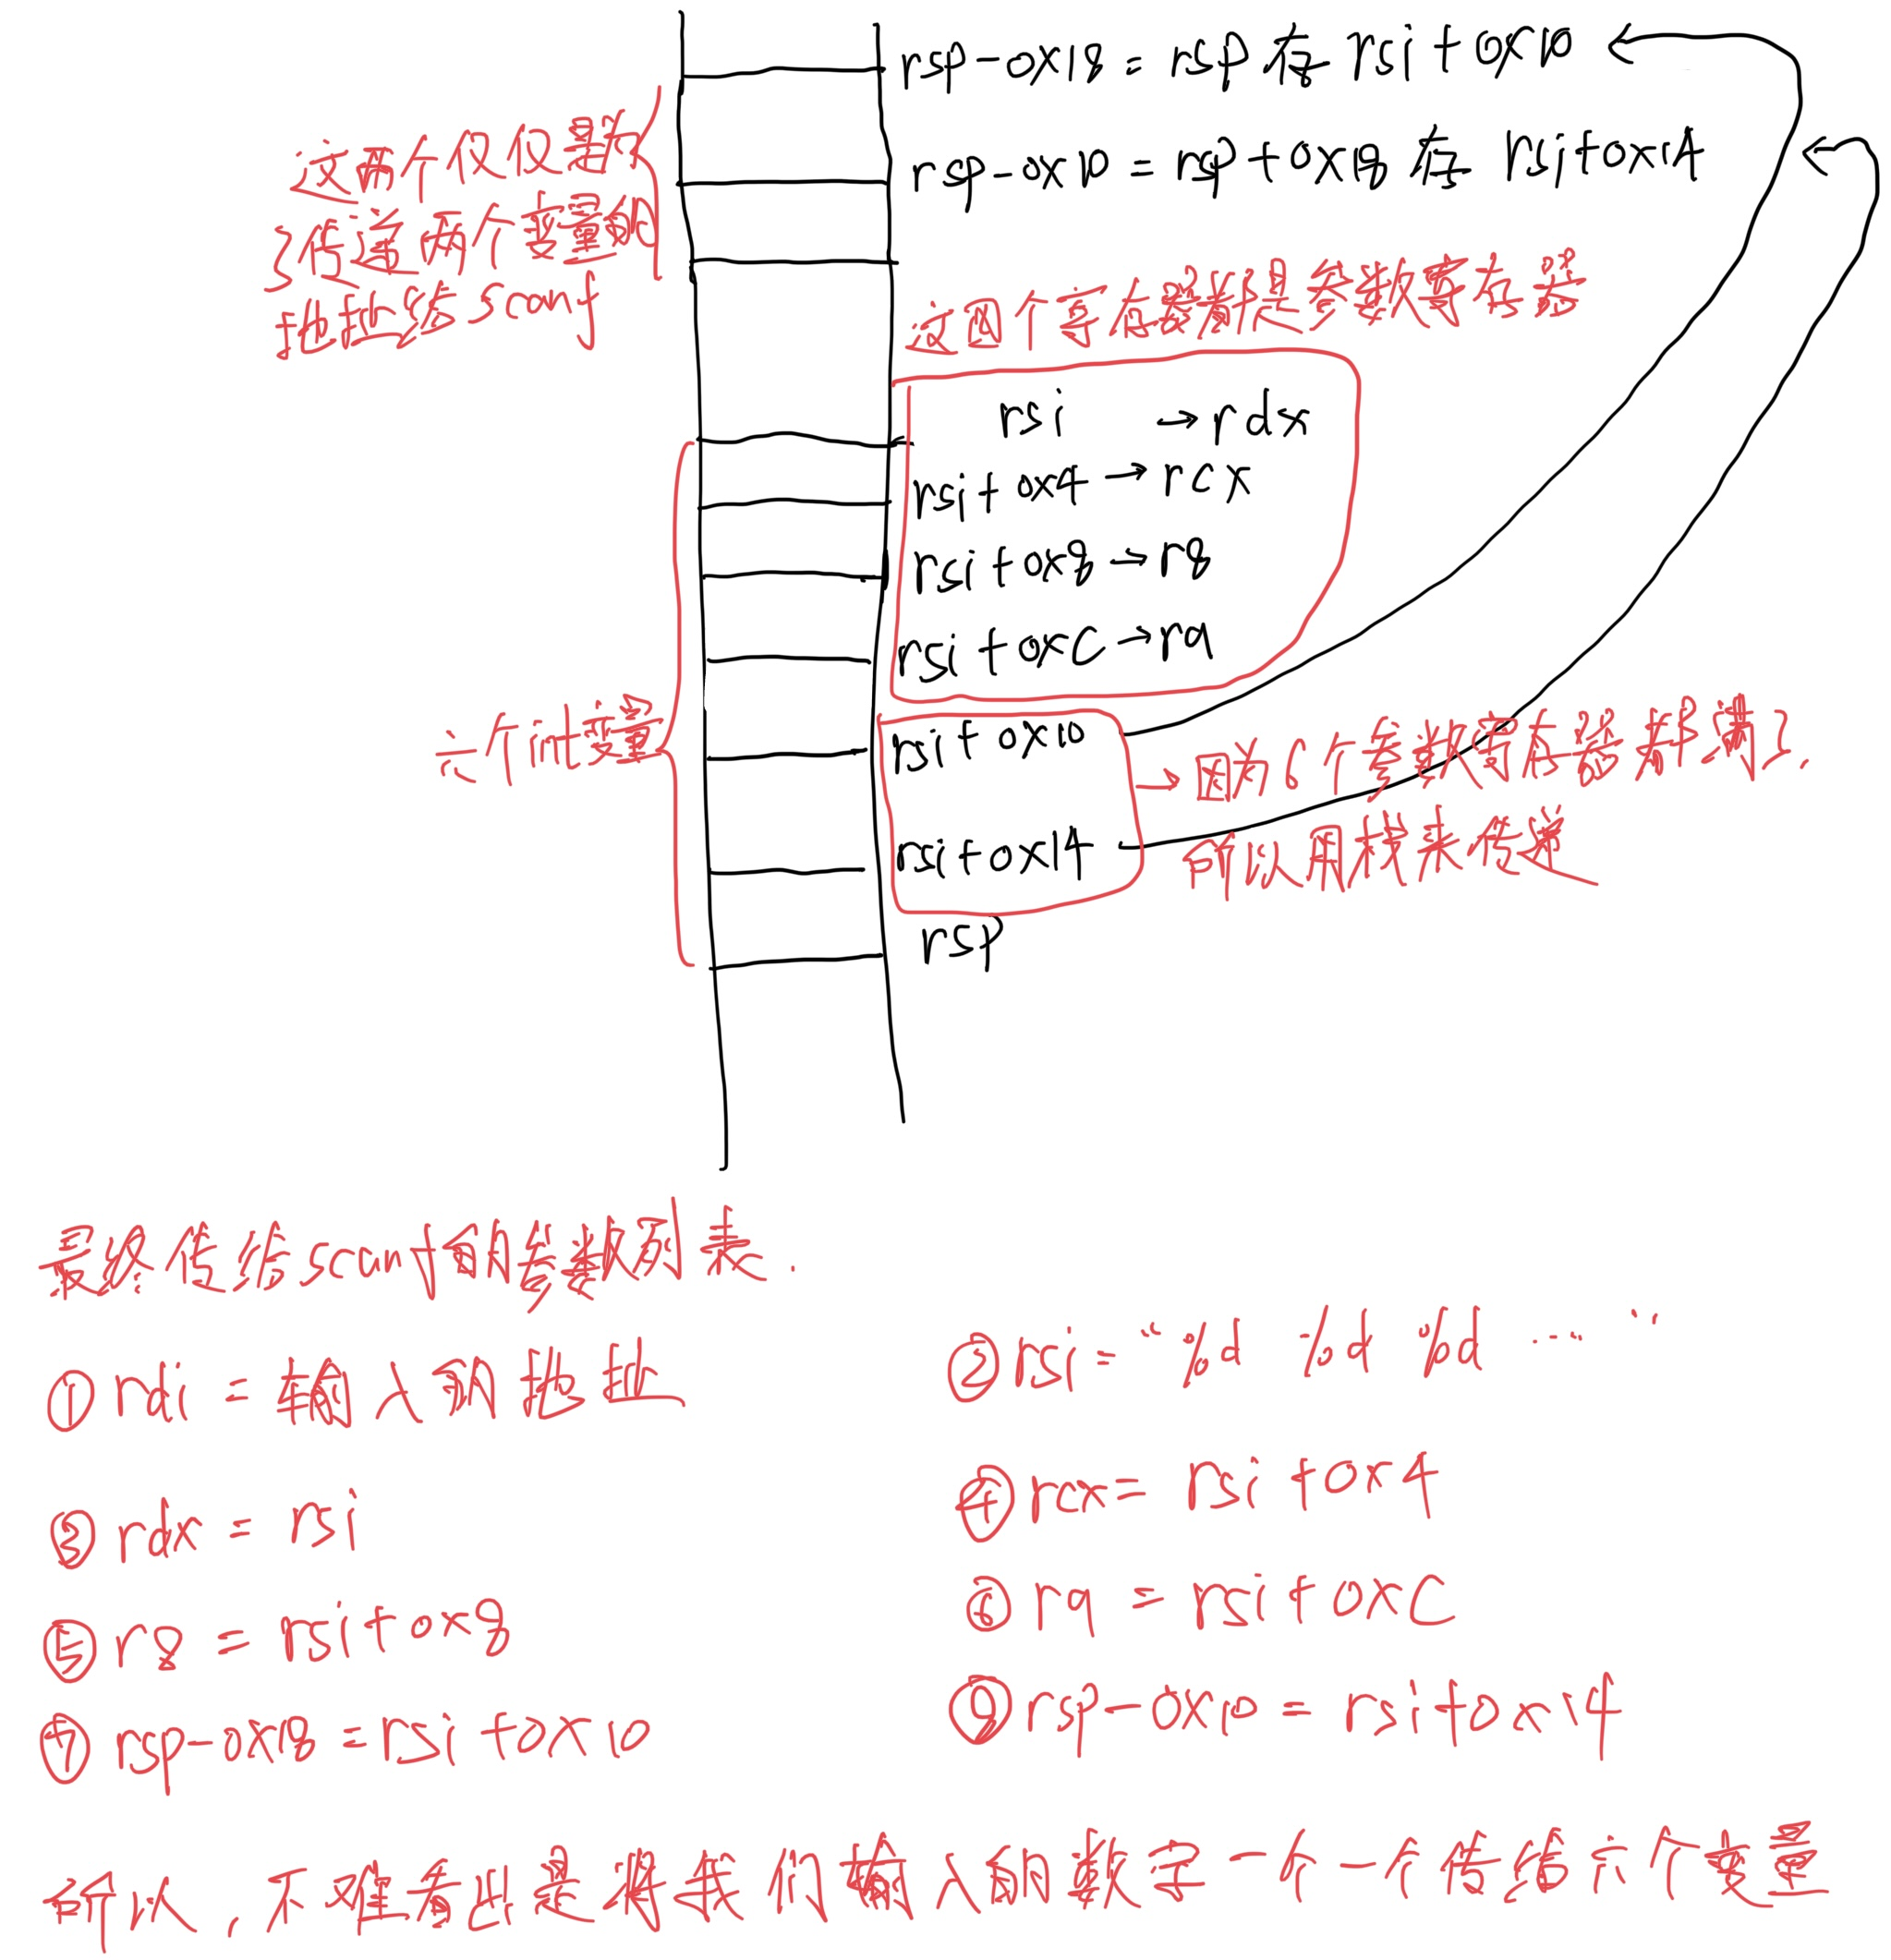 rsp-0x18 = rsp 存 rsi+0x10
rsp-0x10 = rsp+0x18 存 rsi+0x14
这两个仅仅是为
了传递两个变量的
地址给 scanf
这四个寄存器都是参数寄存器
rsi → rdx
rsi+0x4 → rcx
rsi+0x8 → r8
rsi+0xC → r9
六个int变量
rsi+0x10
→因为6个参数寄存器都满了,
rsi+0x14
所以用栈来传递
rsp
最终传给scanf的参数列表.
① rdi = 输入的地址
② rsi = "%d %d %d ... "
③ rdx = rsi
④ rcx = rsi+0x4
⑤ r8 = rsi+0x8
⑥ r9 = rsi+0xC
⑦ rsp-0x18 = rsi+0x10
rsp-0x10 = rsi+0x14
所以,不难看出是将我们输入的数字一个一个传给六个变量